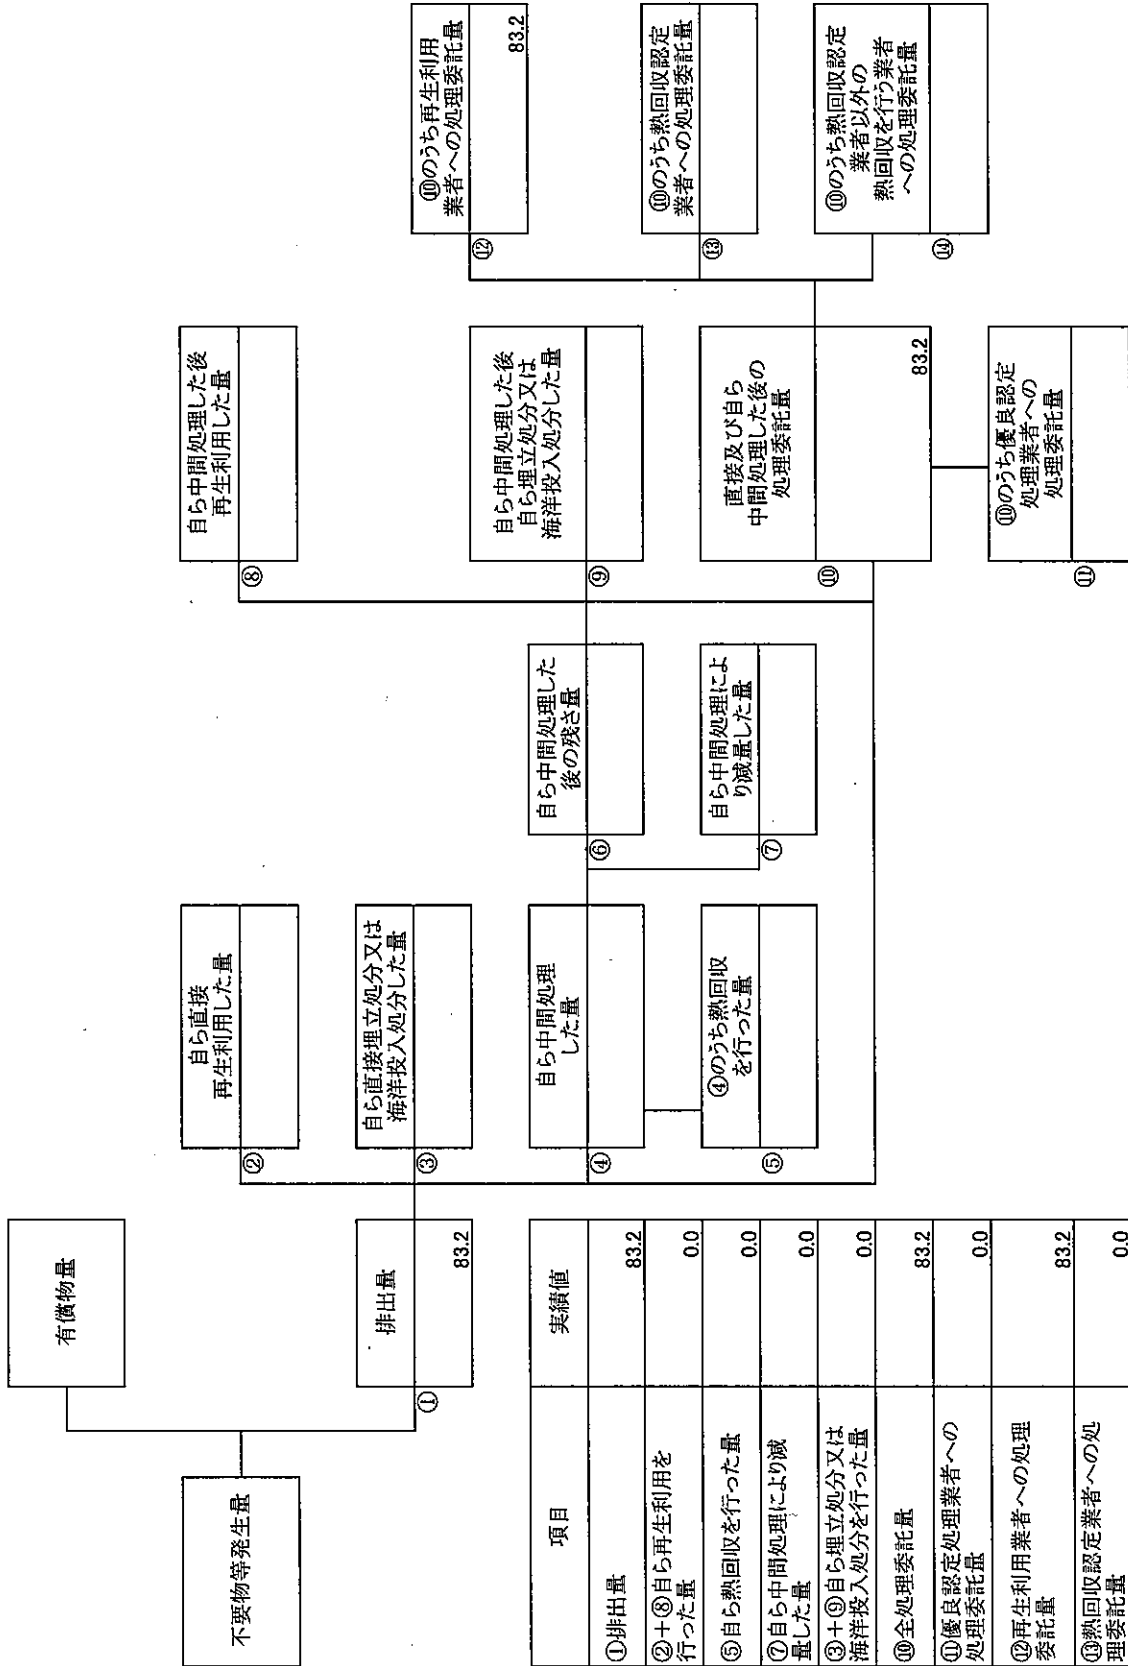 有償物量
不要物等発生量
①
排出量
83.2
②
自ら直接
再生利用した量
③
自ら直接埋立処分又は
海洋投入処分した量
④
自ら中間処理
した量
⑤
④のうち熱回収
を行った量
⑥
自ら中間処理した
後の残さ量
⑦
自ら中間処理によ
り減量した量
⑧
自ら中間処理した後
再生利用した量
⑨
自ら中間処理した後
自ら埋立処分又は
海洋投入処分した量
⑩
直接及び自ら
中間処理した後の
処理委託量
83.2
⑪
⑩のうち優良認定
処理業者への
処理委託量
⑫
⑩のうち再生利用
業者への処理委託量
83.2
⑬
⑩のうち熱回収認定
業者への処理委託量
⑭
⑩のうち熱回収認定
業者以外の
熱回収を行う業者
への処理委託量
項目 実績値
①排出量 83.2
②+⑧自ら再生利用を
行った量 0.0
⑤自ら熱回収を行った量 0.0
⑦自ら中間処理により減
量した量 0.0
③+⑨自ら埋立処分又は
海洋投入処分を行った量 0.0
⑩全処理委託量 83.2
⑪優良認定処理業者への
処理委託量 0.0
⑫再生利用業者への処理
委託量 83.2
⑬熱回収認定業者への処
理委託量 0.0